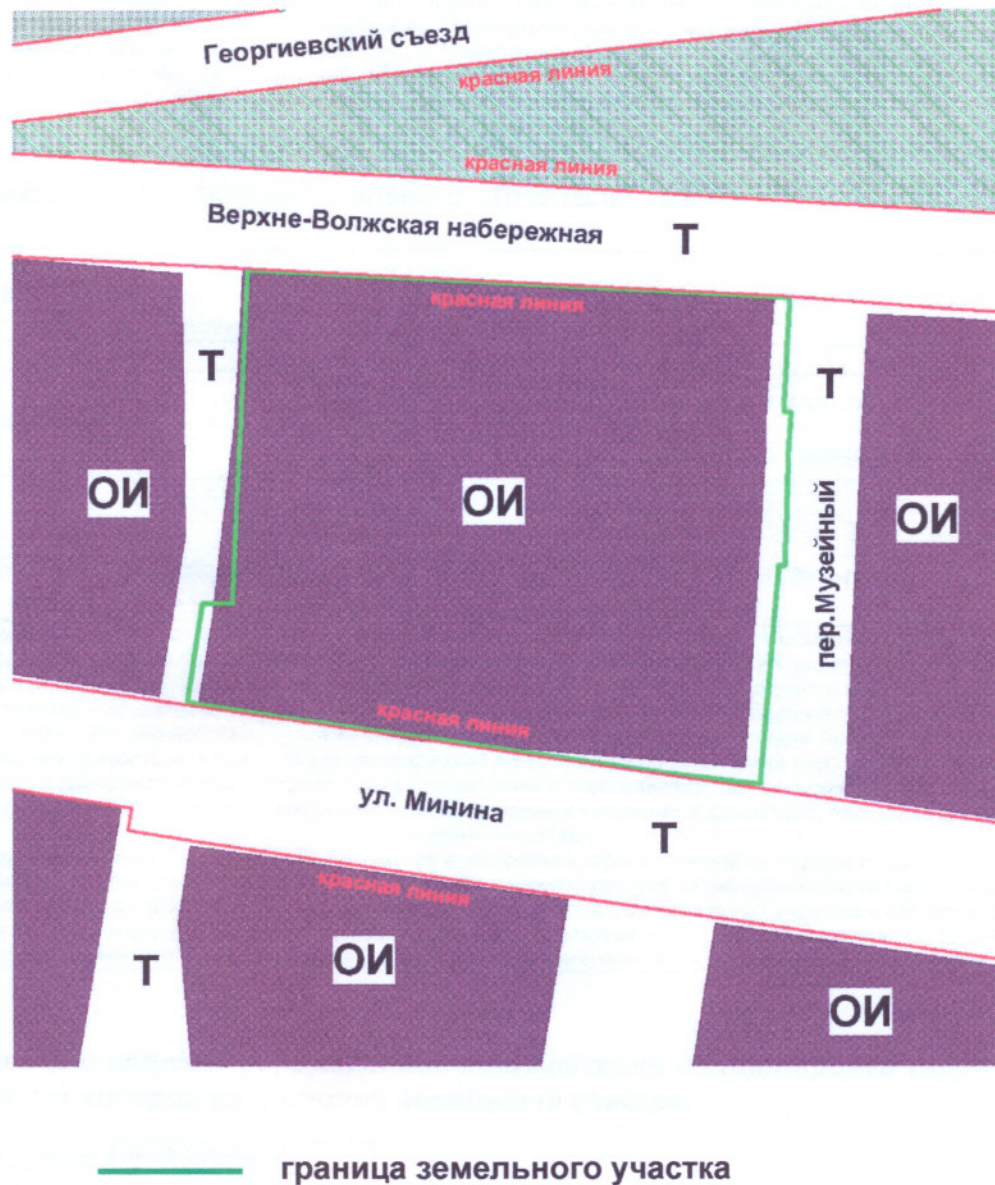 Георгиевский съезд
красная линия
красная линия
Верхне-Волжская набережная
Т
красная линия
Т
Т
ОИ
ОИ
ОИ
пер.Музейный
красная линия
ул. Минина
Т
красная линия
Т
ОИ
ОИ
граница земельного участка